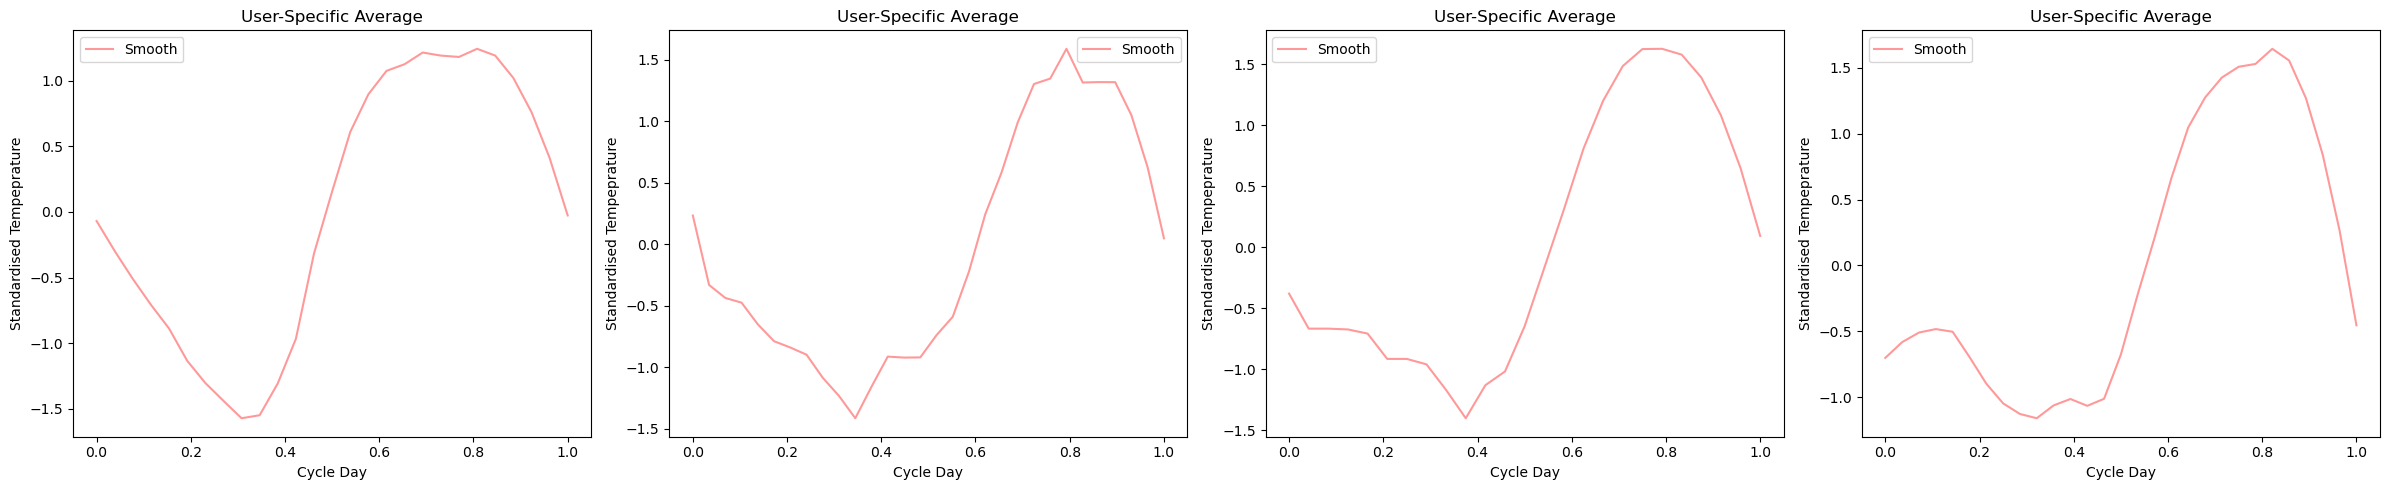 User-Specific Average
Smooth
1.0
0.5
0.0
−0.5
−1.0
−1.5
Standardised Tempeprature
0.0 0.2 0.4 0.6 0.8 1.0
Cycle Day
User-Specific Average
Smooth
1.5
1.0
0.5
0.0
−0.5
−1.0
−1.5
Standardised Tempeprature
0.0 0.2 0.4 0.6 0.8 1.0
Cycle Day
User-Specific Average
Smooth
1.5
1.0
0.5
0.0
−0.5
−1.0
−1.5
Standardised Tempeprature
0.0 0.2 0.4 0.6 0.8 1.0
Cycle Day
User-Specific Average
Smooth
1.5
1.0
0.5
0.0
−0.5
−1.0
Standardised Tempeprature
0.0 0.2 0.4 0.6 0.8 1.0
Cycle Day